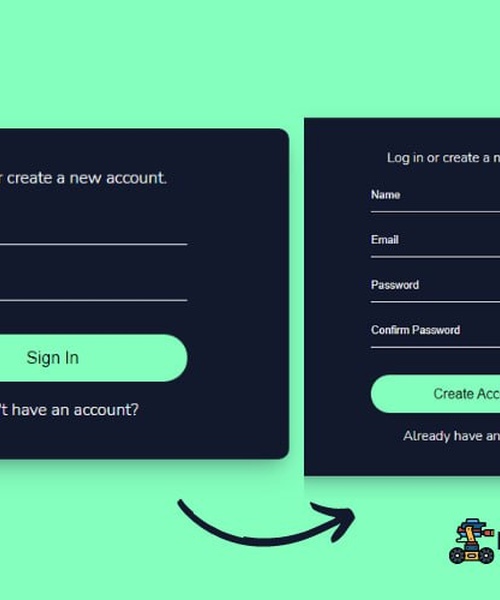 r create a new account.
Sign In
't have an account?
Log in or create a n
Name
Email
Password
Confirm Password
Create Acc
Already have an